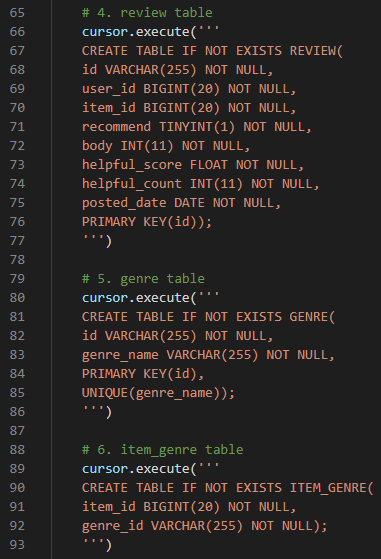 65 # 4. review table
66 cursor.execute('''
67 CREATE TABLE IF NOT EXISTS REVIEW(
68 id VARCHAR(255) NOT NULL,
69 user_id BIGINT(20) NOT NULL,
70 item_id BIGINT(20) NOT NULL,
71 recommend TINYINT(1) NOT NULL,
72 body INT(11) NOT NULL,
73 helpful_score FLOAT NOT NULL,
74 helpful_count INT(11) NOT NULL,
75 posted_date DATE NOT NULL,
76 PRIMARY KEY(id));
77 ''')
78
79 # 5. genre table
80 cursor.execute('''
81 CREATE TABLE IF NOT EXISTS GENRE(
82 id VARCHAR(255) NOT NULL,
83 genre_name VARCHAR(255) NOT NULL,
84 PRIMARY KEY(id),
85 UNIQUE(genre_name));
86 ''')
87
88 # 6. item_genre table
89 cursor.execute('''
90 CREATE TABLE IF NOT EXISTS ITEM_GENRE(
91 item_id BIGINT(20) NOT NULL,
92 genre_id VARCHAR(255) NOT NULL);
93 ''')